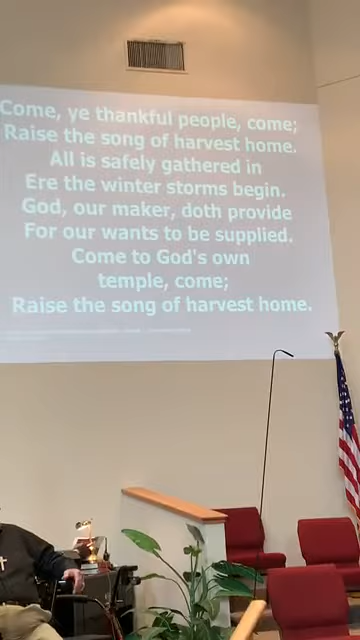 Come, ye thankful people, come;
Raise the song of harvest home.
All is safely gathered in
Ere the winter storms begin.
God, our maker, doth provide
For our wants to be supplied.
Come to God's own
temple, come;
Raise the song of harvest home.